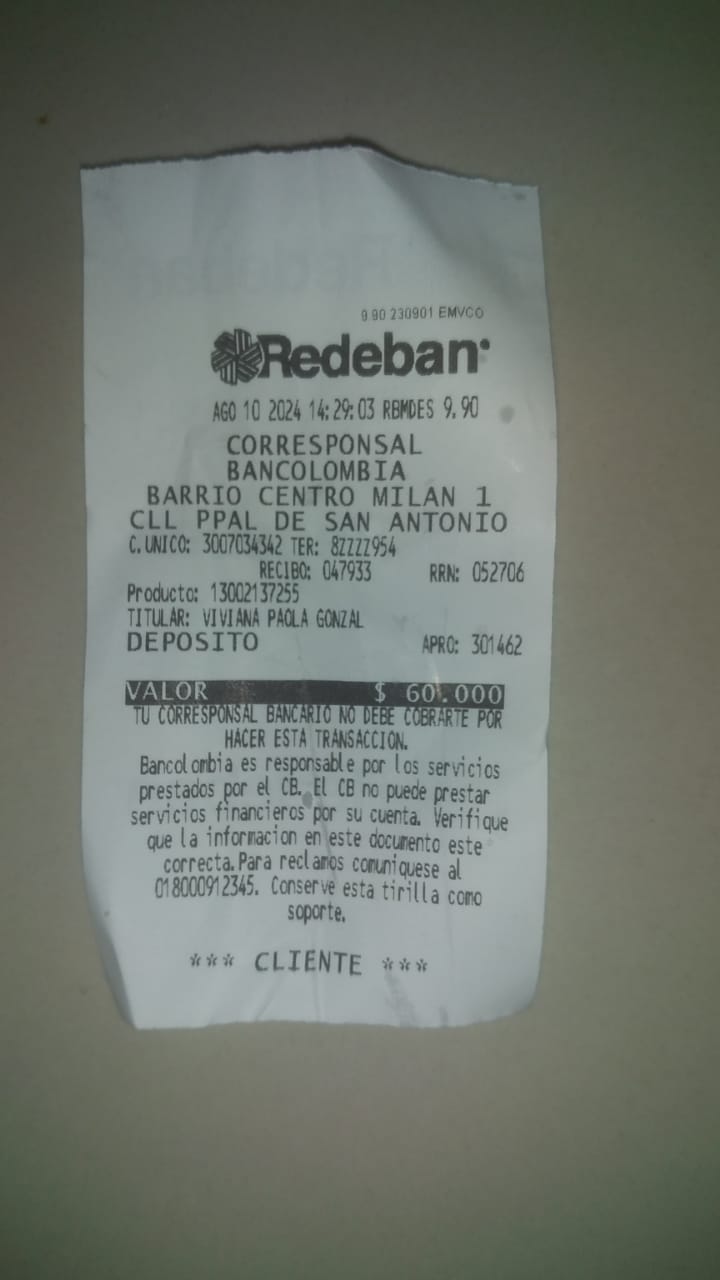 9.90 230901 EMVCO
Redeban
AGO 10 2024 14:29:03 RBMDES 9.90
CORRESPONSAL
BANCOLOMBIA
BARRIO CENTRO MILAN 1
CLL PPAL DE SAN ANTONIO
C.UNICO: 3007034342 TER: 8ZZZZ954
RECIBO: 047933 RRN: 052706
Producto: 13002137255
TITULAR: VIVIANA PAOLA GONZAL
DEPOSITO APRO: 301462
VALOR $ 60.000
TU CORRESPONSAL BANCARIO NO DEBE COBRARTE POR
HACER ESTA TRANSACCION.
Bancolombia es responsable por los servicios
prestados por el CB. El CB no puede prestar
servicios financieros por su cuenta. Verifique
que la informacion en este documento este
correcta.Para reclamos comuniquese al
018000912345. Conserve esta tirilla como
soporte.
*** CLIENTE ***